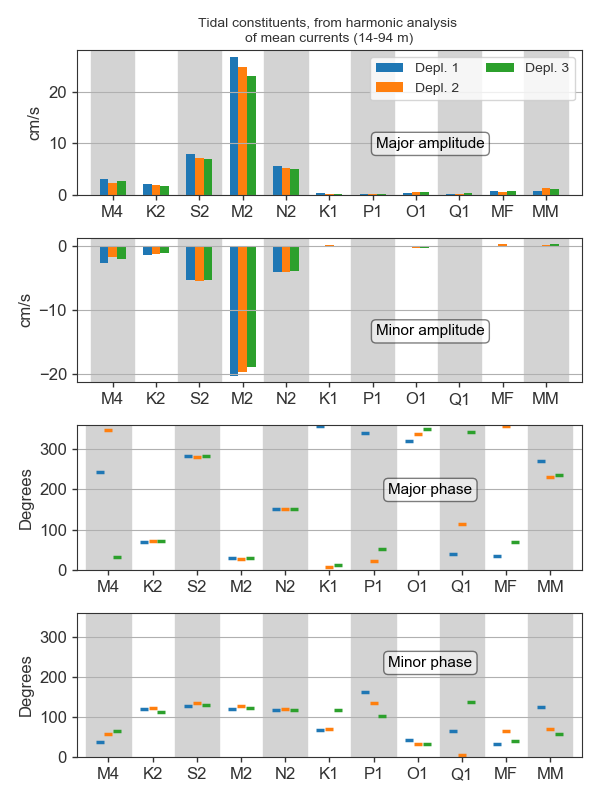 Tidal constituents, from harmonic analysis
of mean currents (14-94 m)
Depl. 1
Depl. 2
Depl. 3
cm/s
20
10
0
Major amplitude
M4 K2 S2 M2 N2 K1 P1 O1 Q1 MF MM
cm/s
0
−10
−20
Minor amplitude
M4 K2 S2 M2 N2 K1 P1 O1 Q1 MF MM
Degrees
300
200
100
0
Major phase
M4 K2 S2 M2 N2 K1 P1 O1 Q1 MF MM
Degrees
300
200
100
0
Minor phase
M4 K2 S2 M2 N2 K1 P1 O1 Q1 MF MM